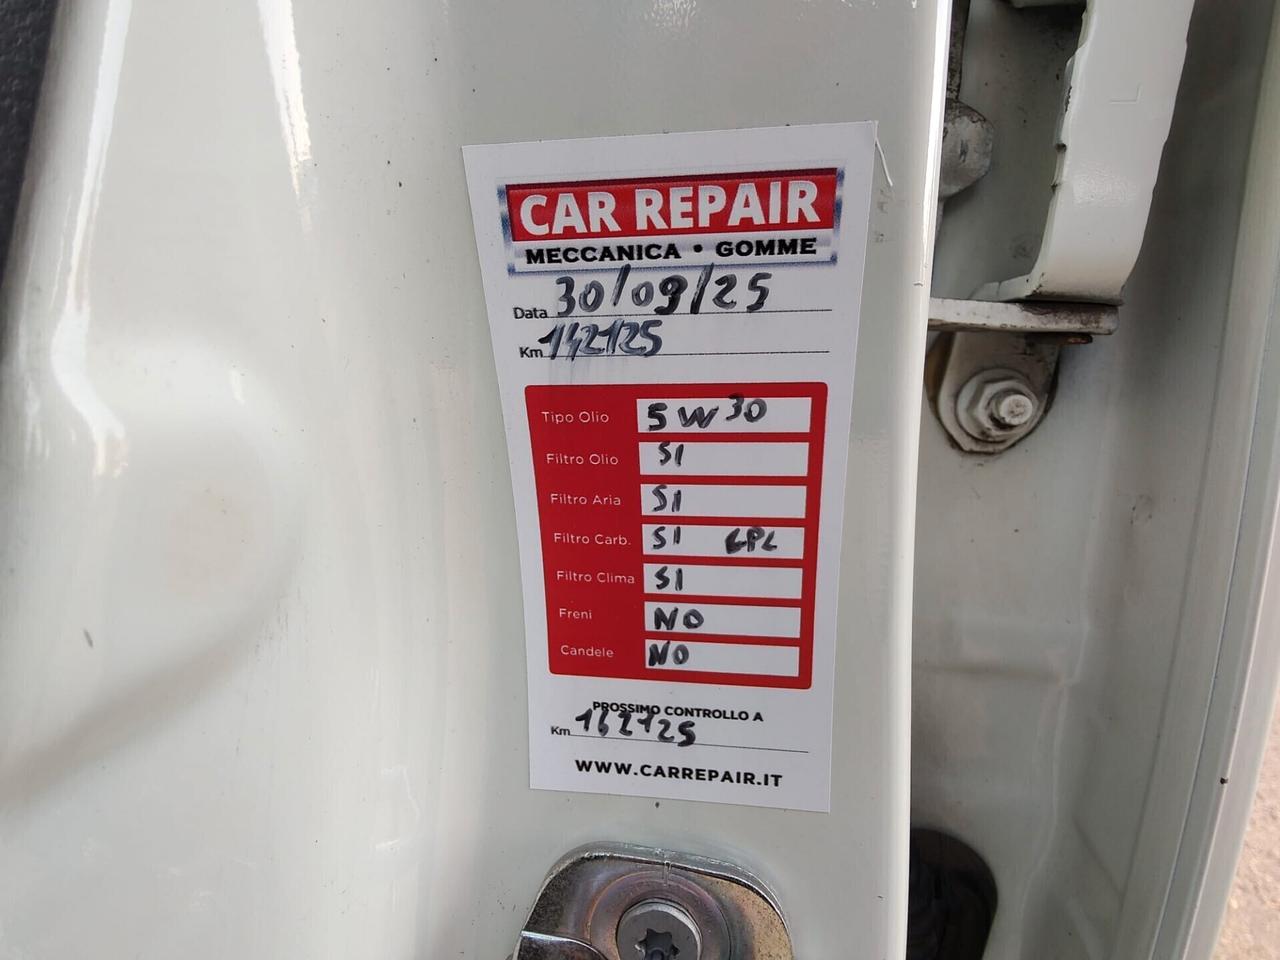 CAR REPAIR
MECCANICA • GOMME
Data 30/09/25
Km 142125
Tipo Olio 5W30
Filtro Olio SI
Filtro Aria SI
Filtro Carb. SI GPL
Filtro Clima SI
Freni NO
Candele NO
PROSSIMO CONTROLLO A
Km 162125
WWW.CARREPAIR.IT